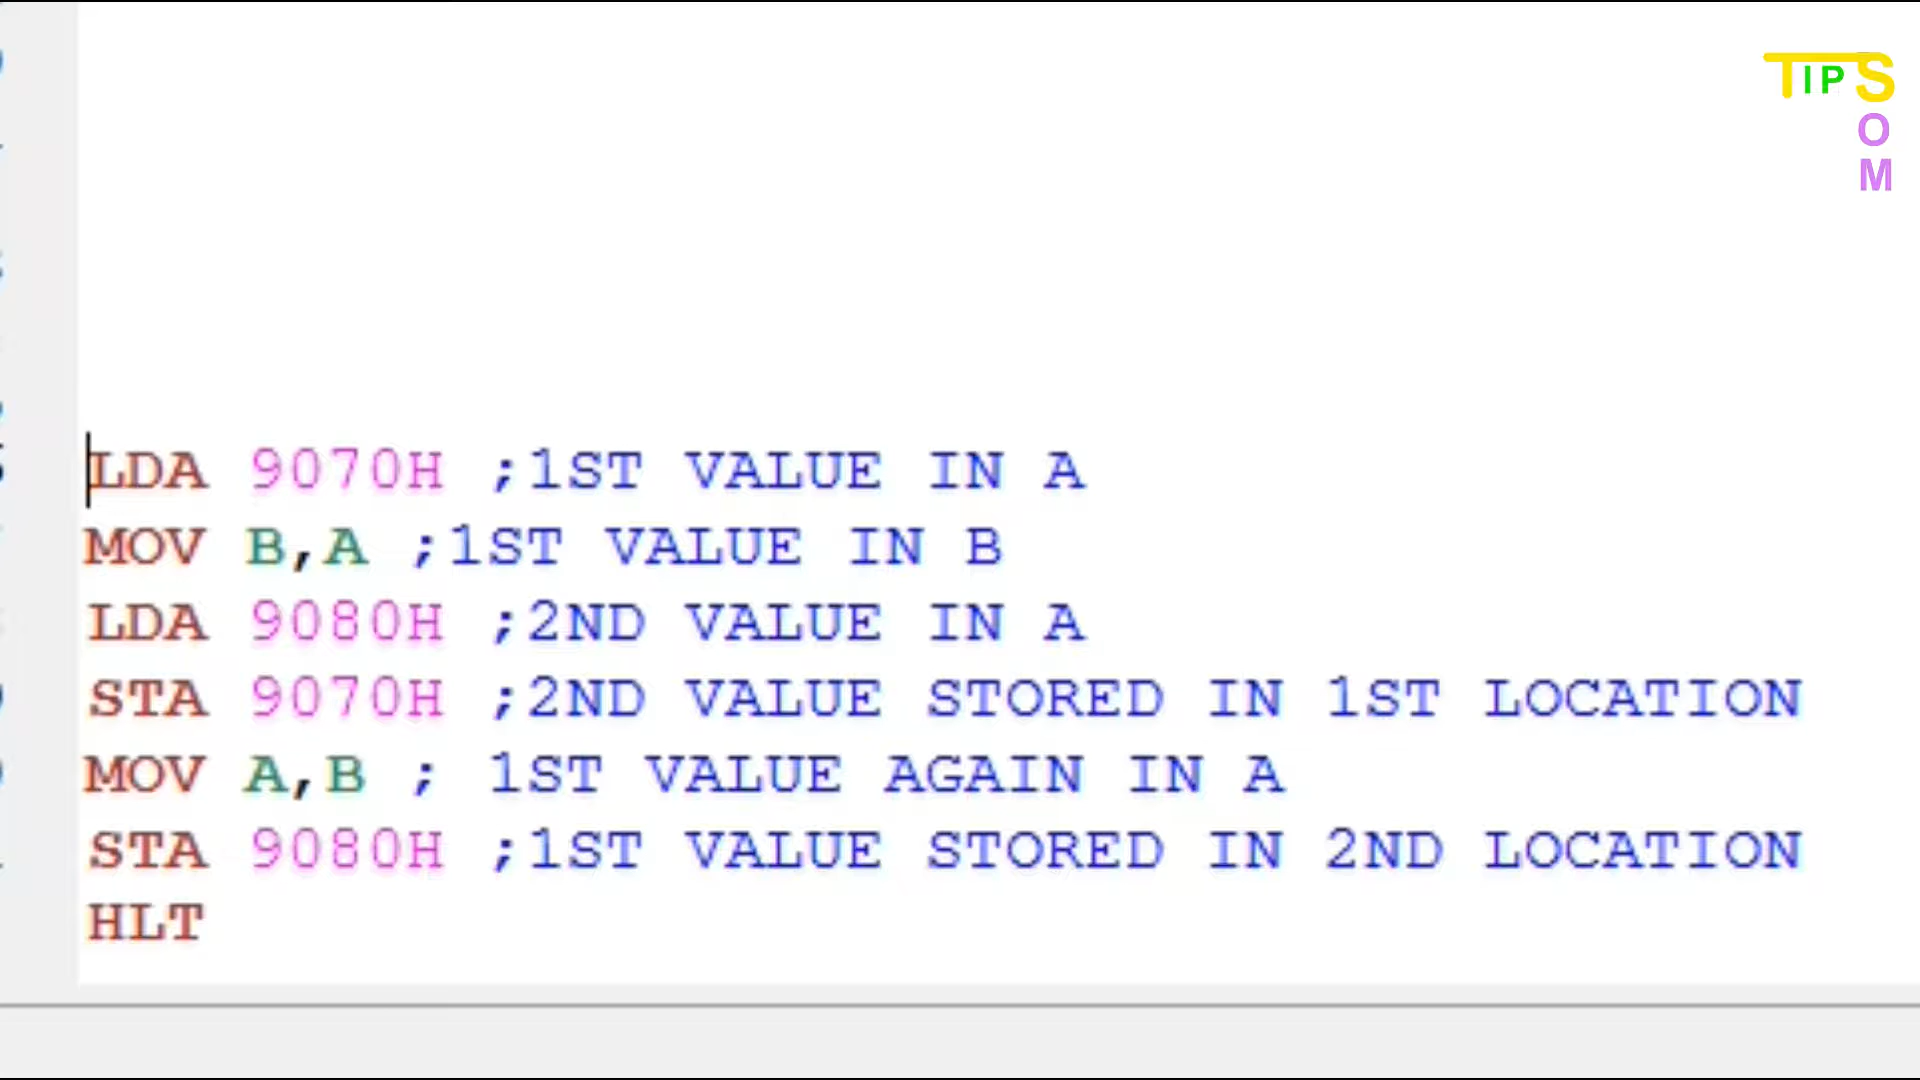 TIPS
O
M
LDA 9070H ;1ST VALUE IN A
MOV B,A ;1ST VALUE IN B
LDA 9080H ;2ND VALUE IN A
STA 9070H ;2ND VALUE STORED IN 1ST LOCATION
MOV A,B ; 1ST VALUE AGAIN IN A
STA 9080H ;1ST VALUE STORED IN 2ND LOCATION
HLT